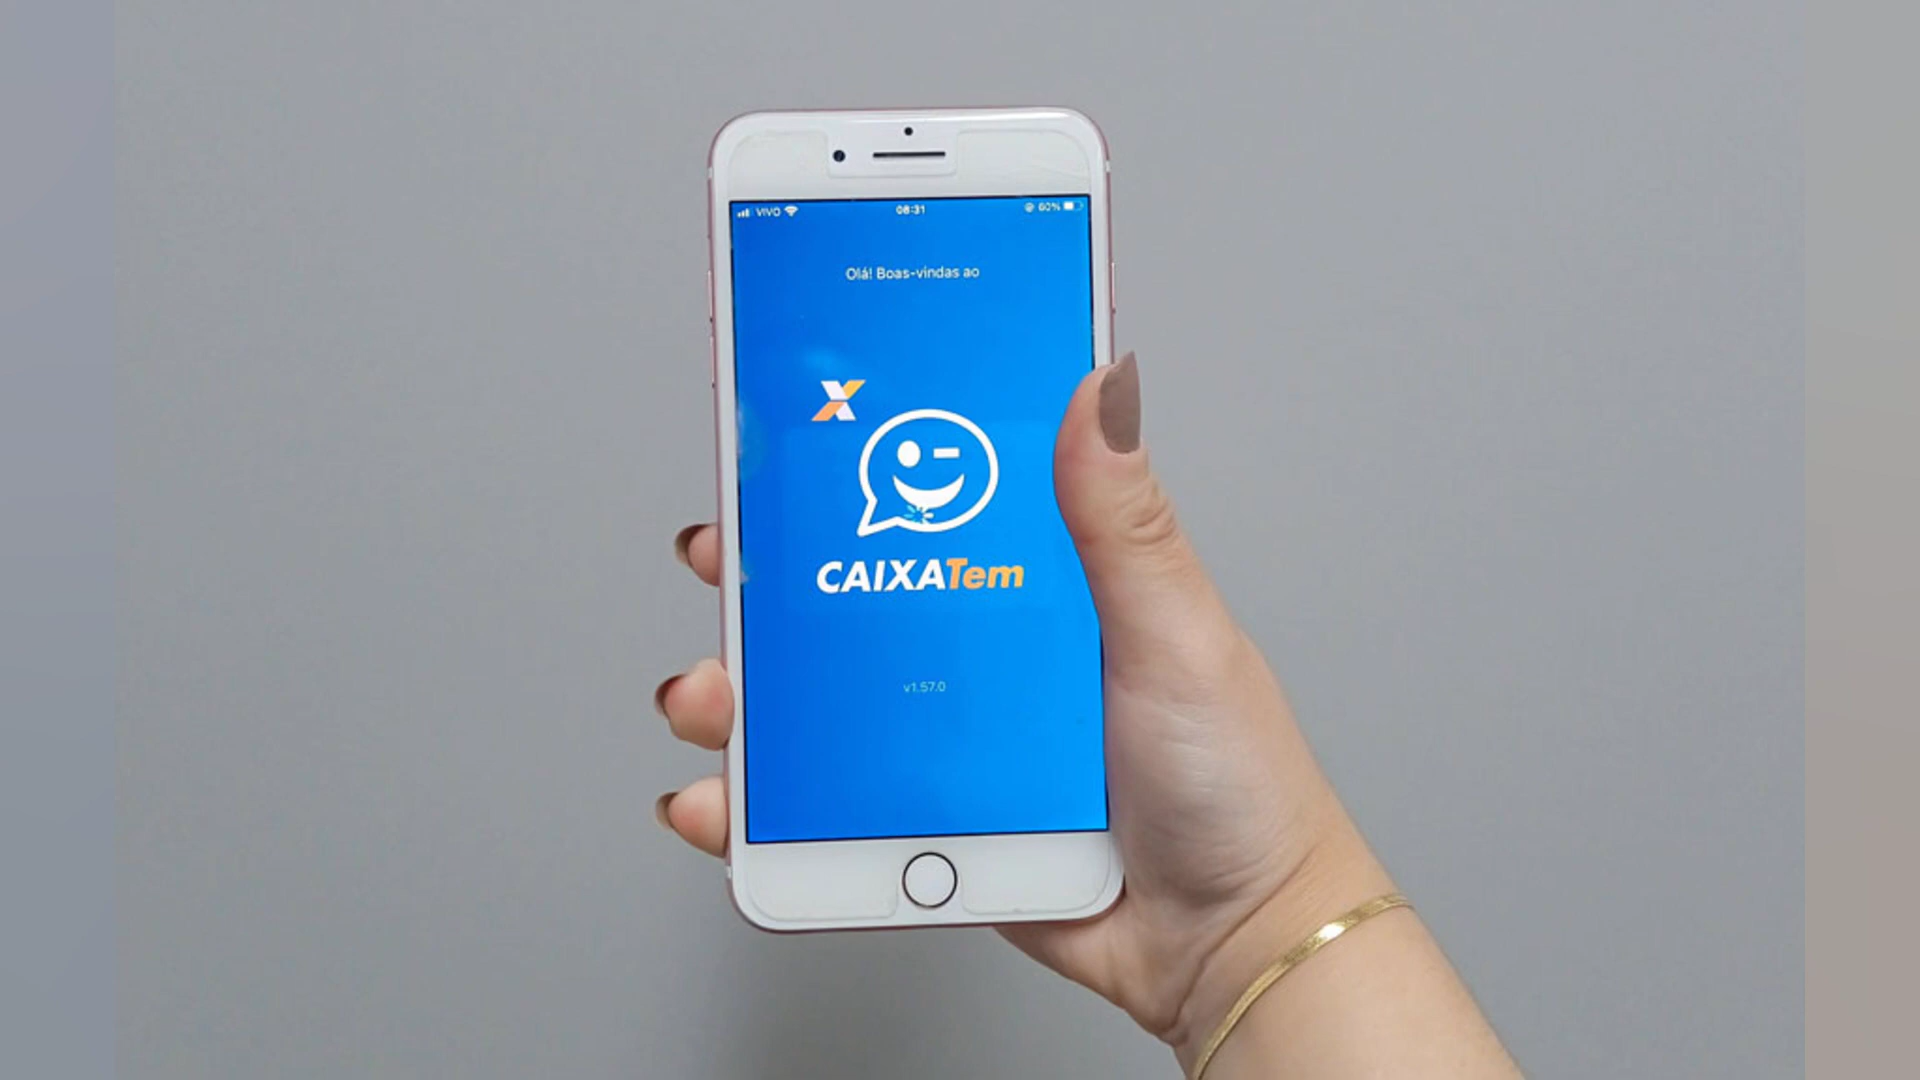 VIVO 08:31 60%
Olá! Boas-vindas ao
X
CAIXATem
v1.57.0